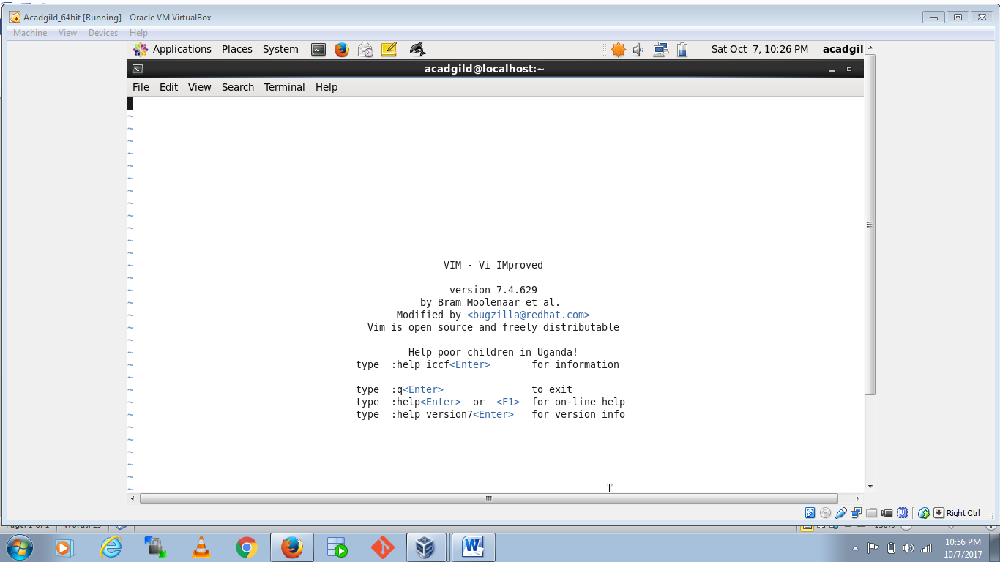 Acadgild_64bit [Running] - Oracle VM VirtualBox
Machine View Devices Help
Applications Places System Sat Oct 7, 10:26 PM acadgil
acadgild@localhost:~
File Edit View Search Terminal Help
~
~
~
~
~
~
~
~
~
~
~
~
VIM - Vi IMproved
~
~
version 7.4.629
~
by Bram Moolenaar et al.
~
Modified by <bugzilla@redhat.com>
~
Vim is open source and freely distributable
~
~
Help poor children in Uganda!
~
type :help iccf<Enter> for information
~
~
type :q<Enter> to exit
~
type :help<Enter> or <F1> for on-line help
~
type :help version7<Enter> for version info
~
~
~
~
~
~
Right Ctrl
10:56 PM
10/7/2017